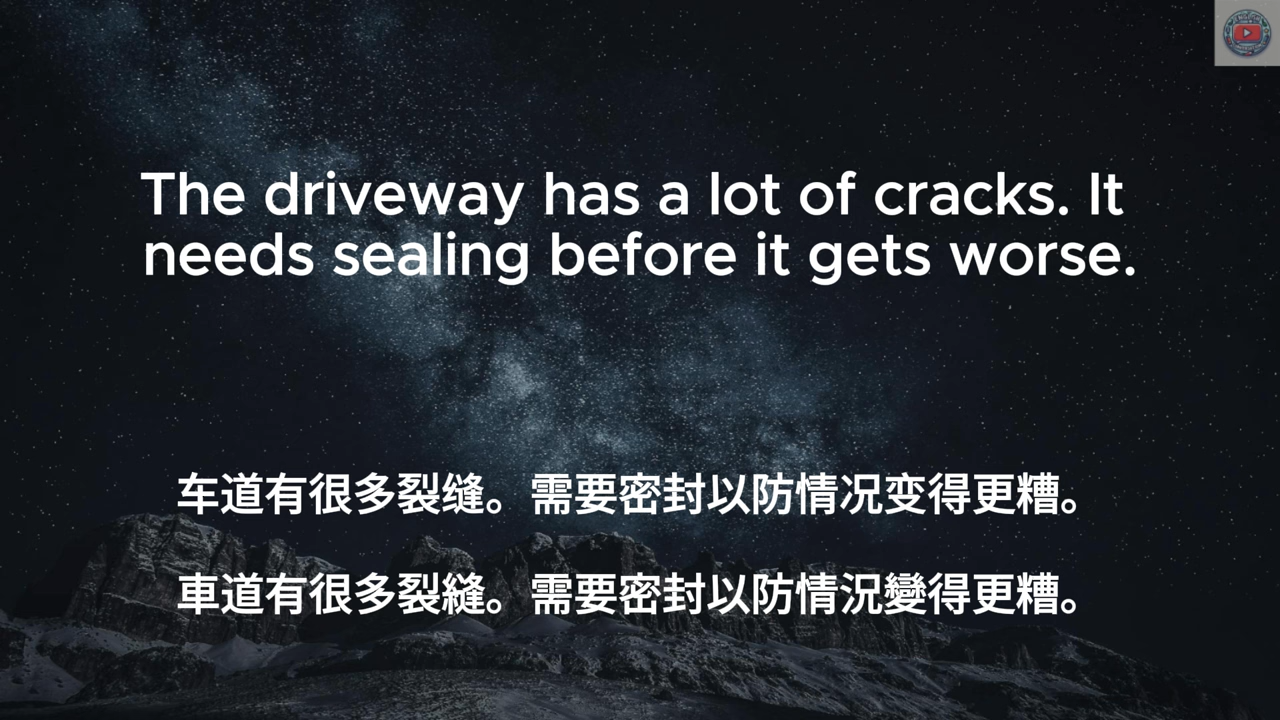 The driveway has a lot of cracks. It
needs sealing before it gets worse.
车道有很多裂缝。需要密封以防情况变得更糟。
車道有很多裂縫。需要密封以防情況變得更糟。